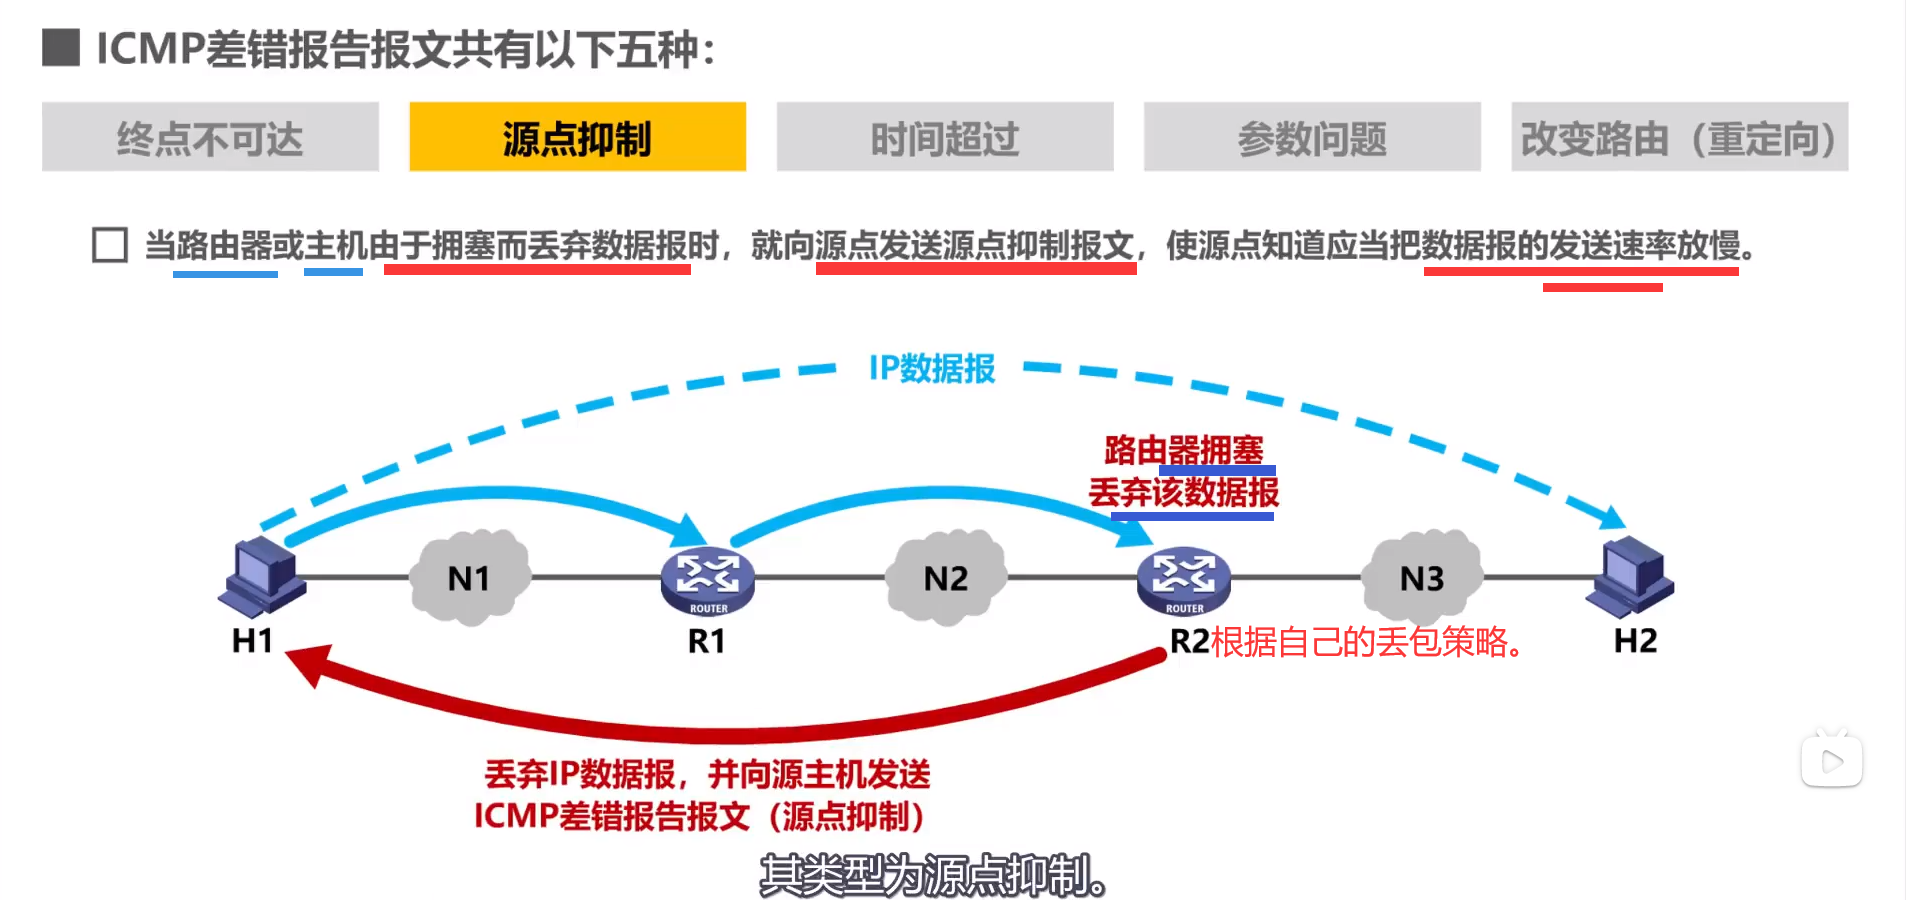 ICMP差错报告报文共有以下五种：
终点不可达
源点抑制
时间超过
参数问题
改变路由（重定向）
当路由器或主机由于拥塞而丢弃数据报时，就向源点发送源点抑制报文，使源点知道应当把数据报的发送速率放慢。
IP数据报
路由器拥塞
丢弃该数据报
N1
N2
N3
ROUTER
ROUTER
H1
R1
R2根据自己的丢包策略。
H2
丢弃IP数据报，并向源主机发送
ICMP差错报告报文（源点抑制）
其类型为源点抑制。